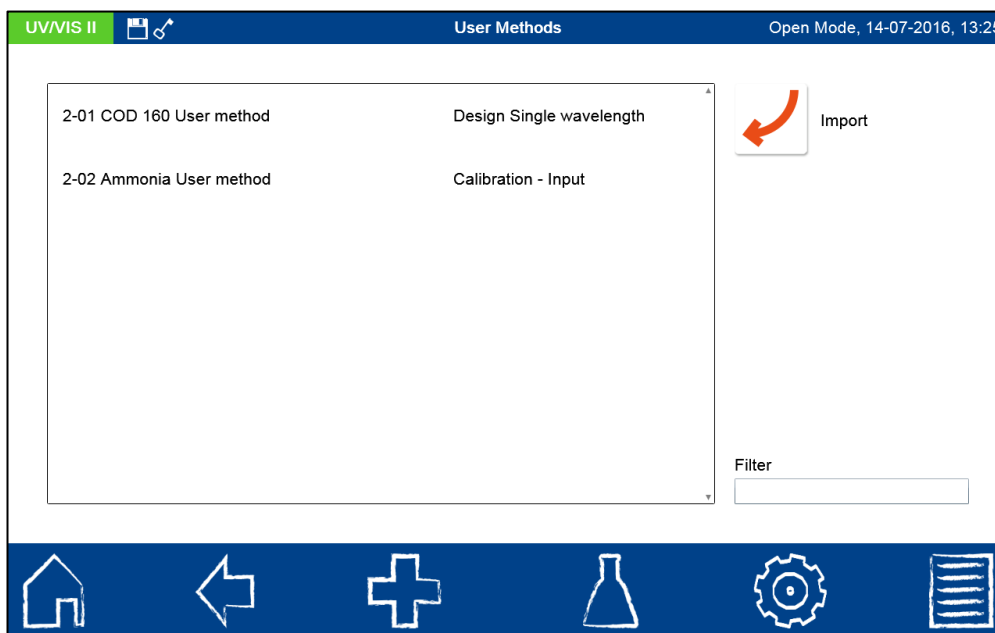 UV/VIS II User Methods Open Mode, 14-07-2016, 13:25
2-01 COD 160 User method Design Single wavelength
Import
2-02 Ammonia User method Calibration - Input
Filter